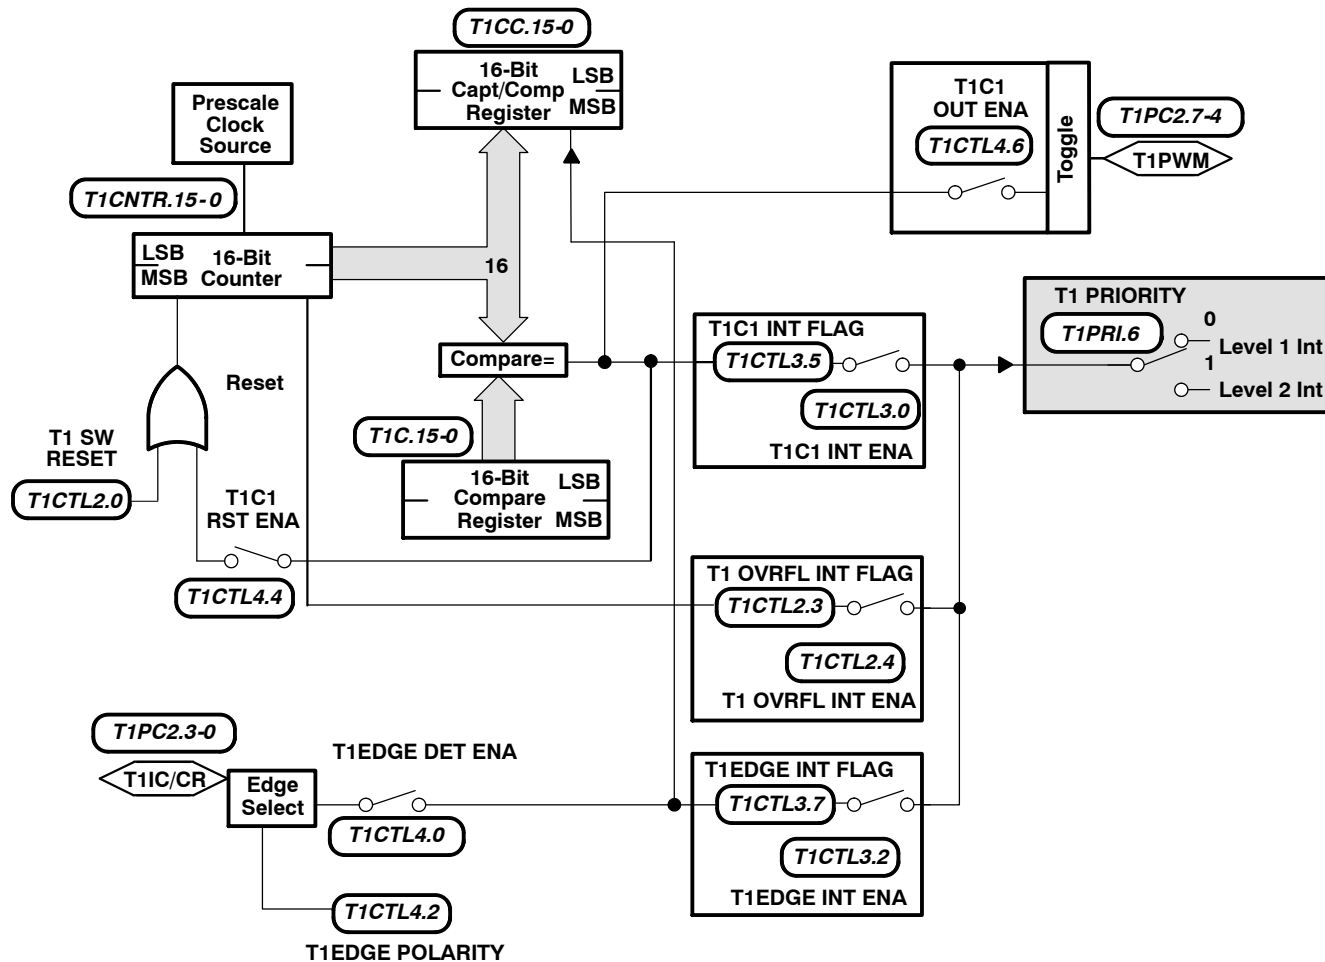 T1CC.15-0
16-Bit
Capt/Comp
Register
LSB
MSB
Prescale
Clock
Source
T1CNTR.15-0
LSB
MSB
16-Bit
Counter
16
T1C1
OUT ENA
T1CTL4.6
Toggle
T1PC2.7-4
T1PWM
T1 PRIORITY
T1PRI.6
0
Level 1 Int
1
Level 2 Int
Compare=
T1C1 INT FLAG
T1CTL3.5
T1CTL3.0
T1C1 INT ENA
Reset
T1 SW
RESET
T1CTL2.0
T1C.15-0
16-Bit
Compare
Register
LSB
MSB
T1C1
RST ENA
T1CTL4.4
T1 OVRFL INT FLAG
T1CTL2.3
T1CTL2.4
T1 OVRFL INT ENA
T1PC2.3-0
T1IC/CR
Edge
Select
T1EDGE DET ENA
T1CTL4.0
T1EDGE INT FLAG
T1CTL3.7
T1CTL3.2
T1EDGE INT ENA
T1CTL4.2
T1EDGE POLARITY